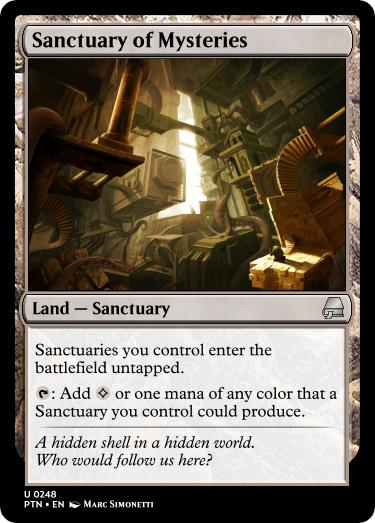 Sanctuary of Mysteries
Land — Sanctuary
Sanctuaries you control enter the
battlefield untapped.
: Add or one mana of any color that a
Sanctuary you control could produce.
A hidden shell in a hidden world.
Who would follow us here?
U 0248
PTN • EN Marc Simonetti